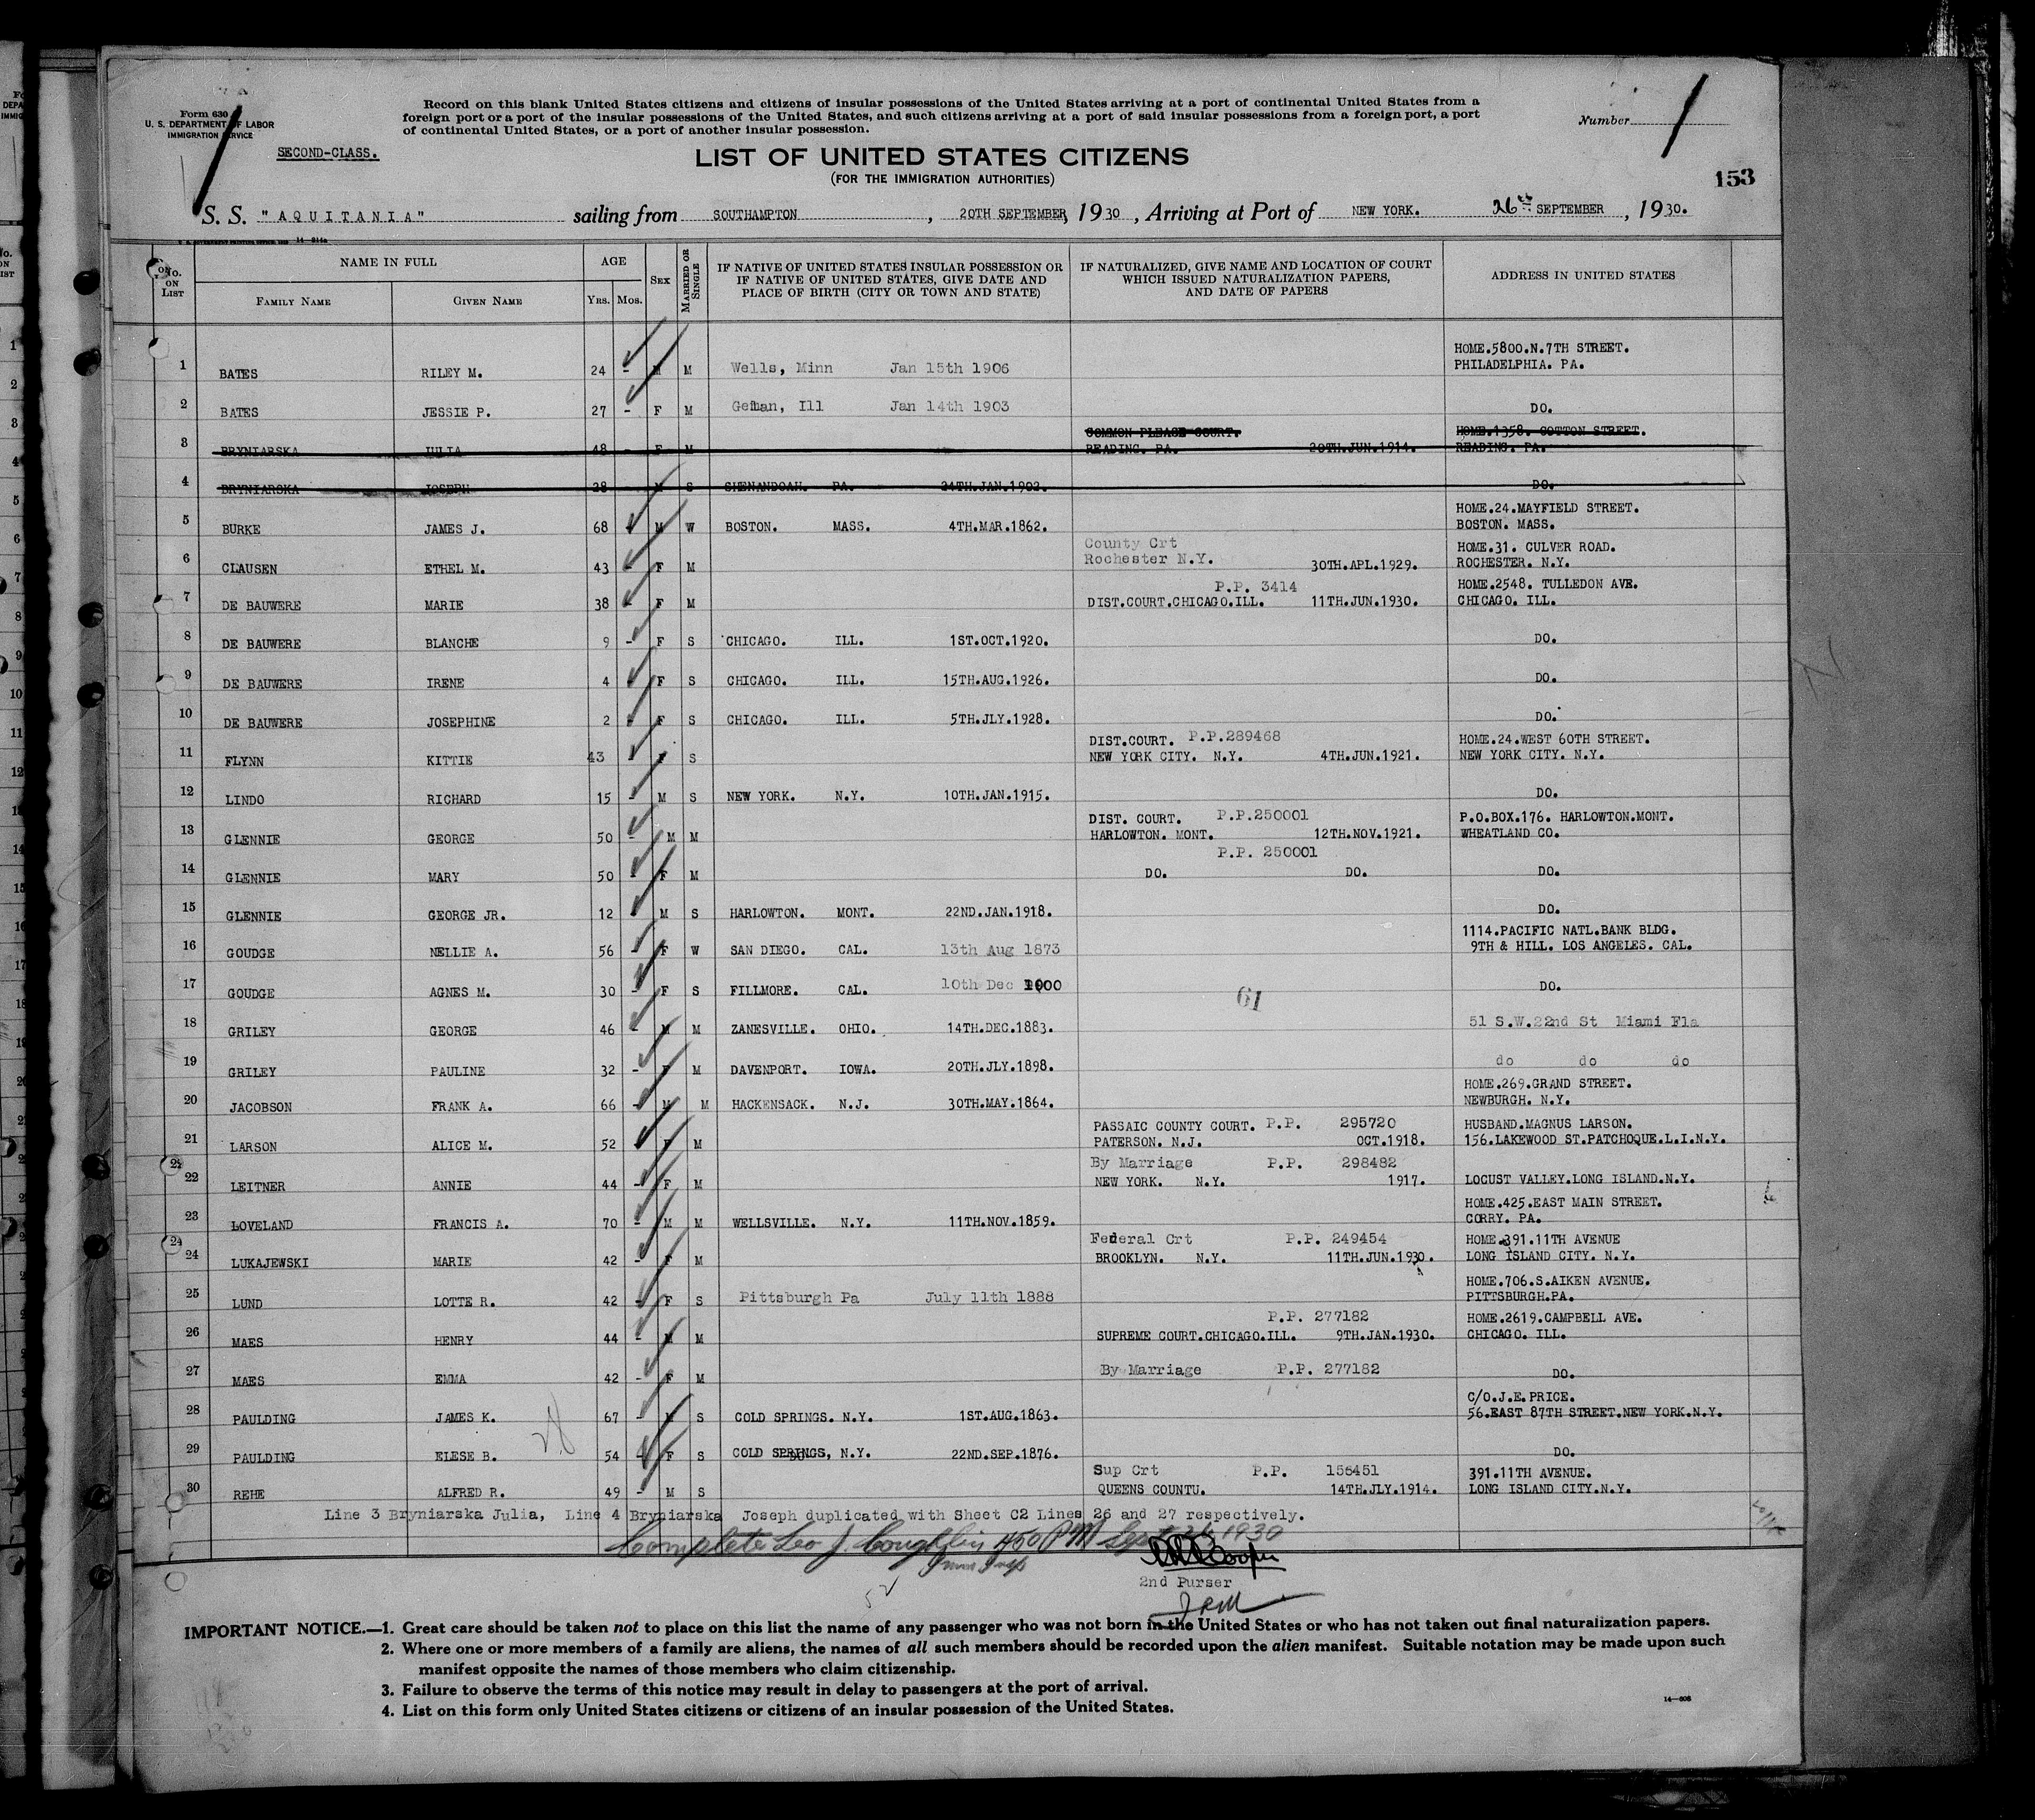 Form 630
U. S. DEPARTMENT OF LABOR
IMMIGRATION SERVICE
SECOND-CLASS.
Record on this blank United States citizens and citizens of insular possessions of the United States arriving at a port of continental United States from a
foreign port or a port of the insular possessions of the United States, and such citizens arriving at a port of said insular possessions from a foreign port, a port
of continental United States, or a port of another insular possession.
Number
LIST OF UNITED STATES CITIZENS
(FOR THE IMMIGRATION AUTHORITIES)
153
S. S. "AQUITANIA" sailing from SOUTHAMPTON, 20TH SEPTEMBER, 1930, Arriving at Port of NEW YORK. 26th SEPTEMBER, 1930.
14-814a
No. ON LIST
NAME IN FULL
FAMILY NAME GIVEN NAME
AGE
YRS. MOS.
SEX
MARRIED OR SINGLE
IF NATIVE OF UNITED STATES INSULAR POSSESSION OR
IF NATIVE OF UNITED STATES, GIVE DATE AND
PLACE OF BIRTH (CITY OR TOWN AND STATE)
IF NATURALIZED, GIVE NAME AND LOCATION OF COURT
WHICH ISSUED NATURALIZATION PAPERS,
AND DATE OF PAPERS
ADDRESS IN UNITED STATES
HOME.5800.N.7TH STREET.
1 BATES RILEY M. 24 - M M Wells, Minn Jan 15th 1906 PHILADELPHIA. PA.
2 BATES JESSIE P. 27 - F M Ill Jan 14th 1903 DO.
COMMON PLEASE COURT. HOME.1358. COTTON STREET.
3 BRYNIARSKA JULIA 48 - F M READING. PA. 20TH.JUN.1914. READING. PA.
4 BRYNIARSKA JOSEPH 28 - M S SHENANDOAH. PA. 24TH.JAN.1902. DO.
HOME.24.MAYFIELD STREET.
5 BURKE JAMES J. 68 - M W BOSTON. MASS. 4TH.MAR.1862. BOSTON. MASS.
County Crt HOME.31. CULVER ROAD.
6 CLAUSEN ETHEL M. 43 - F M Rochester N.Y. 30TH.APL.1929. ROCHESTER. N.Y.
P.P. 3414 HOME.2548. TULLEDON AVE.
7 DE BAUWERE MARIE 38 - F M DIST.COURT.CHICAGO.ILL. 11TH.JUN.1930. CHICAGO. ILL.
8 DE BAUWERE BLANCHE 9 - F S CHICAGO. ILL. 1ST.OCT.1920. DO.
9 DE BAUWERE IRENE 4 - F S CHICAGO. ILL. 15TH.AUG.1926. DO.
10 DE BAUWERE JOSEPHINE 2 - F S CHICAGO. ILL. 5TH.JLY.1928. DO.
DIST.COURT. P.P.289468 HOME.24.WEST 60TH STREET.
11 FLYNN KITTIE 43 F S NEW YORK CITY. N.Y. 4TH.JUN.1921. NEW YORK CITY. N.Y.
12 LINDO RICHARD 15 - M S NEW YORK. N.Y. 10TH.JAN.1915. DO.
DIST. COURT. P.P.250001 P.O.BOX.176. HARLOWTON.MONT.
13 GLENNIE GEORGE 50 - M M HARLOWTON. MONT. 12TH.NOV.1921. WHEATLAND CO.
P.P. 250001
14 GLENNIE MARY 50 - F M DO. DO. DO.
15 GLENNIE GEORGE JR. 12 - M S HARLOWTON. MONT. 22ND.JAN.1918. DO.
1114.PACIFIC NATL.BANK BLDG.
16 GOUDGE NELLIE A. 56 - F W SAN DIEGO. CAL. 13th Aug 1873 9TH & HILL. LOS ANGELES. CAL.
17 GOUDGE AGNES M. 30 - F S FILLMORE. CAL. 10th Dec 1900 DO.
61
18 GRILEY GEORGE 46 - M M ZANESVILLE. OHIO. 14TH.DEC.1883. 51 S.W.22nd St Miami Fla
19 GRILEY PAULINE 32 - F M DAVENPORT. IOWA. 20TH.JLY.1898. do do do
HOME.269.GRAND STREET.
20 JACOBSON FRANK A. 66 - M M HACKENSACK. N.J. 30TH.MAY.1864. NEWBURGH. N.Y.
PASSAIC COUNTY COURT. P.P. 295720 HUSBAND.MAGNUS LARSON.
21 LARSON ALICE M. 52 - F M PATERSON. N.J. OCT.1918. 156.LAKEWOOD ST.PATCHOQUE.L.I.N.Y.
By Marriage P.P. 298482
22 LEITNER ANNIE 44 - F M NEW YORK. N.Y. 1917. LOCUST VALLEY.LONG ISLAND.N.Y.
HOME.425.EAST MAIN STREET.
23 LOVELAND FRANCIS A. 70 - M M WELLSVILLE. N.Y. 11TH.NOV.1859. CORRY. PA.
Federal Crt P.P. 249454 HOME.391.11TH AVENUE
24 LUKAJEWSKI MARIE 42 - F M BROOKLYN. N.Y. 11TH.JUN.1930. LONG ISLAND CITY. N.Y.
HOME.706.S.AIKEN AVENUE.
25 LUND LOTTE R. 42 - F S Pittsburgh Pa July 11th 1888 PITTSBURGH.PA.
P.P. 277182 HOME.2619.CAMPBELL AVE.
26 MAES HENRY 44 - M M SUPREME COURT.CHICAGO.ILL. 9TH.JAN.1930. CHICAGO. ILL.
27 MAES EMMA 42 - F M By Marriage P.P. 277182 DO.
C/O.J.E.PRICE.
28 PAULDING JAMES K. 67 - M S COLD SPRINGS. N.Y. 1ST.AUG.1863. 56.EAST 87TH STREET.NEW YORK.N.Y.
29 PAULDING ELESE B. 54 - F S COLD SPRINGS, N.Y. 22ND.SEP.1876. DO.
Sup Crt P.P. 156451 391.11TH AVENUE.
30 REHE ALFRED R. 49 - M S QUEENS COUNTU. 14TH.JLY.1914. LONG ISLAND CITY.N.Y.
Line 3 Bryniarska Julia, Line 4 Bryniarska Joseph duplicated with Sheet C2 Lines 26 and 27 respectively.
Complete Leo J. Coughlin 450 PM Sept 26 1930
Imm Insp
Cooper
2nd Purser
IMPORTANT NOTICE.—1. Great care should be taken not to place on this list the name of any passenger who was not born in the United States or who has not taken out final naturalization papers.
2. Where one or more members of a family are aliens, the names of all such members should be recorded upon the alien manifest. Suitable notation may be made upon such
manifest opposite the names of those members who claim citizenship.
3. Failure to observe the terms of this notice may result in delay to passengers at the port of arrival.
4. List on this form only United States citizens or citizens of an insular possession of the United States.
14-608